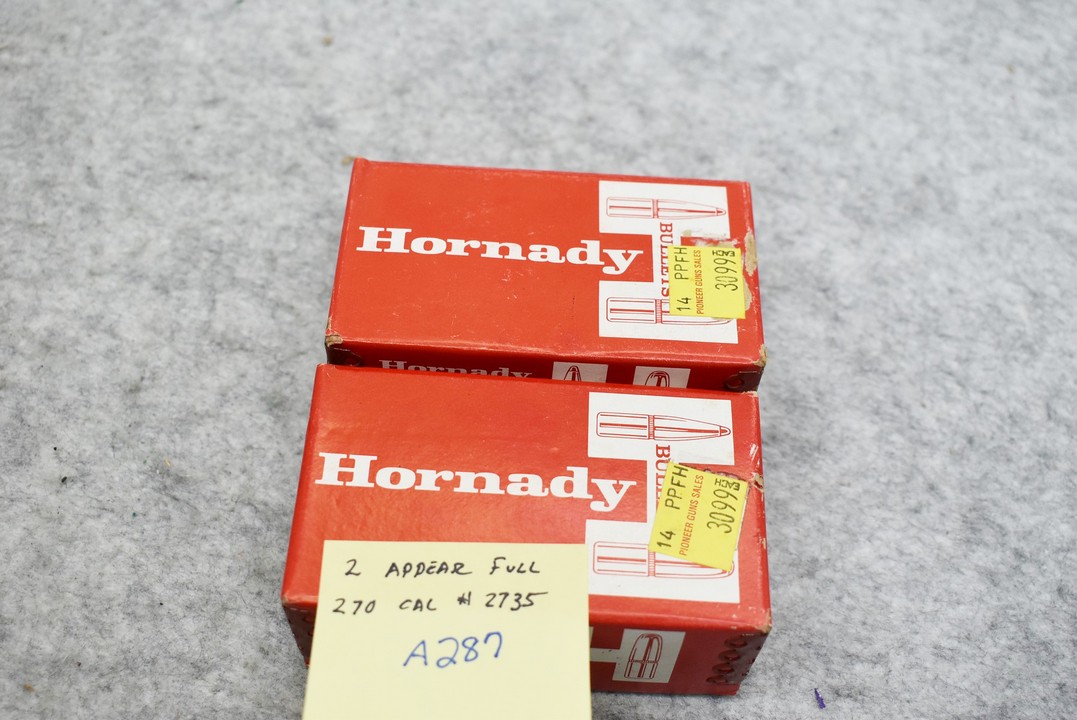 Hornady
BULLETS
14 PPFH
PIONEER GUNS SALES
3099
Hornady
Hornady
14 PPFH
PIONEER GUNS SALES
3099
2 APPEAR FULL
270 CAL # 2735
A287